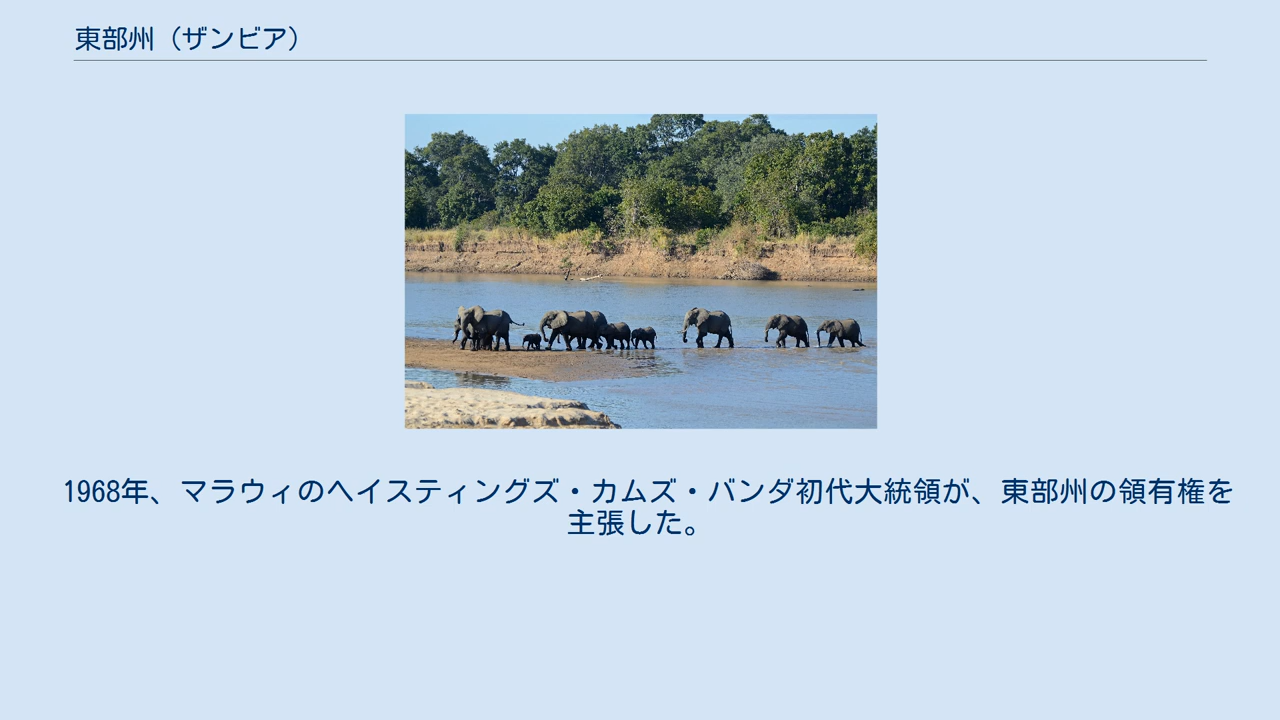 東部州（ザンビア）
1968年、マラウィのヘイスティングズ・カムズ・バンダ初代大統領が、東部州の領有権を
主張した。